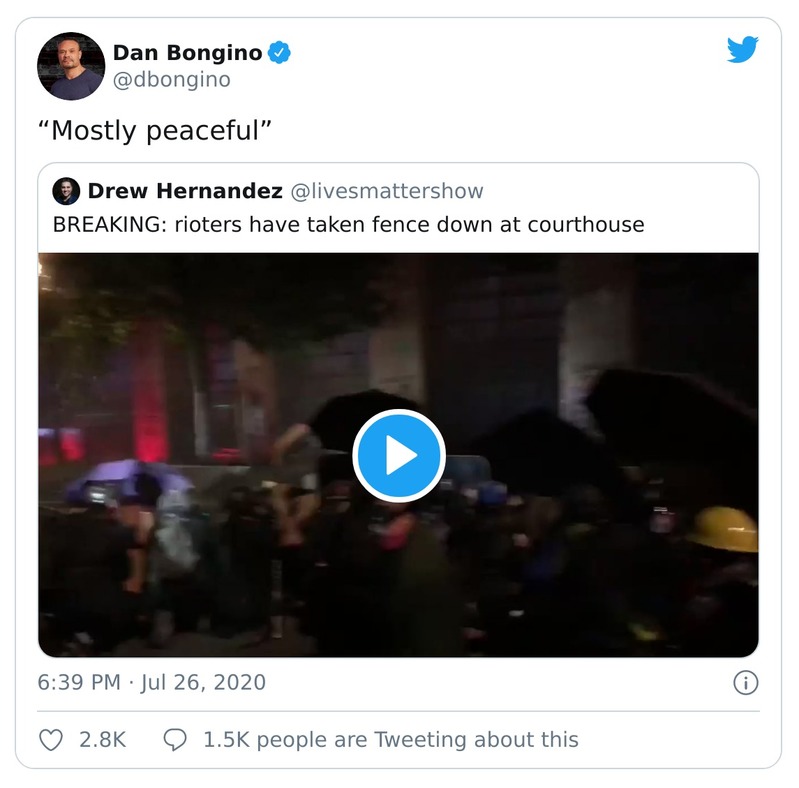 Dan Bongino
@dbongino
“Mostly peaceful”
Drew Hernandez @livesmattershow
BREAKING: rioters have taken fence down at courthouse
6:39 PM · Jul 26, 2020
2.8K 1.5K people are Tweeting about this